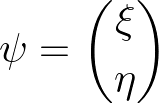 ψ = (ξ
η)